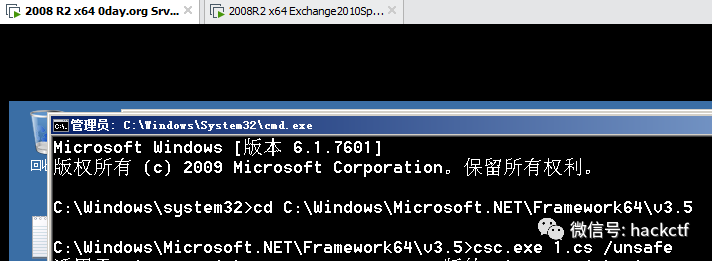 2008 R2 x64 0day.org Srv...
2008R2 x64 Exchange2010Sp...
管理员: C:\Windows\System32\cmd.exe
Microsoft Windows [版本 6.1.7601]
版权所有 (c) 2009 Microsoft Corporation。保留所有权利。
C:\Windows\system32>cd C:\Windows\Microsoft.NET\Framework64\v3.5
微信号: hackctf
C:\Windows\Microsoft.NET\Framework64\v3.5>csc.exe 1.cs /unsafe